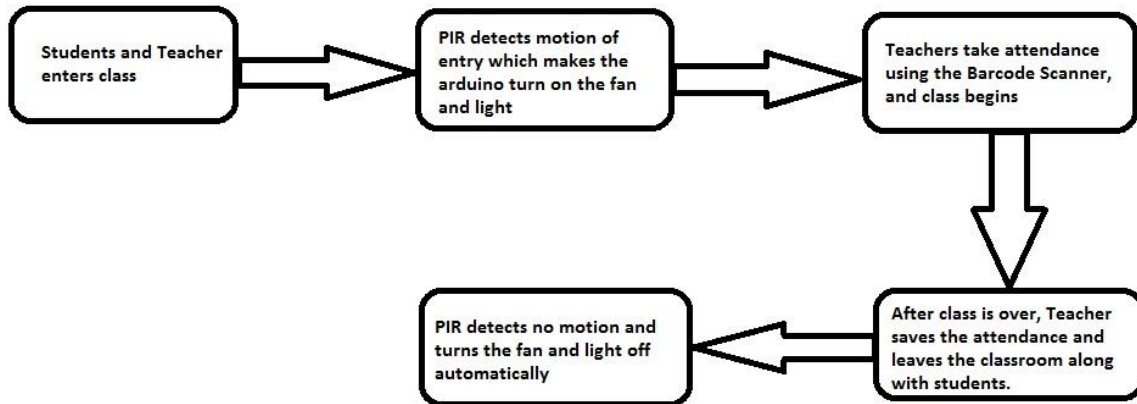 Students and Teacher
enters class
PIR detects motion of
entry which makes the
arduino turn on the fan
and light
Teachers take attendance
using the Barcode Scanner,
and class begins
After class is over, Teacher
saves the attendance and
leaves the classroom along
with students.
PIR detects no motion and
turns the fan and light off
automatically